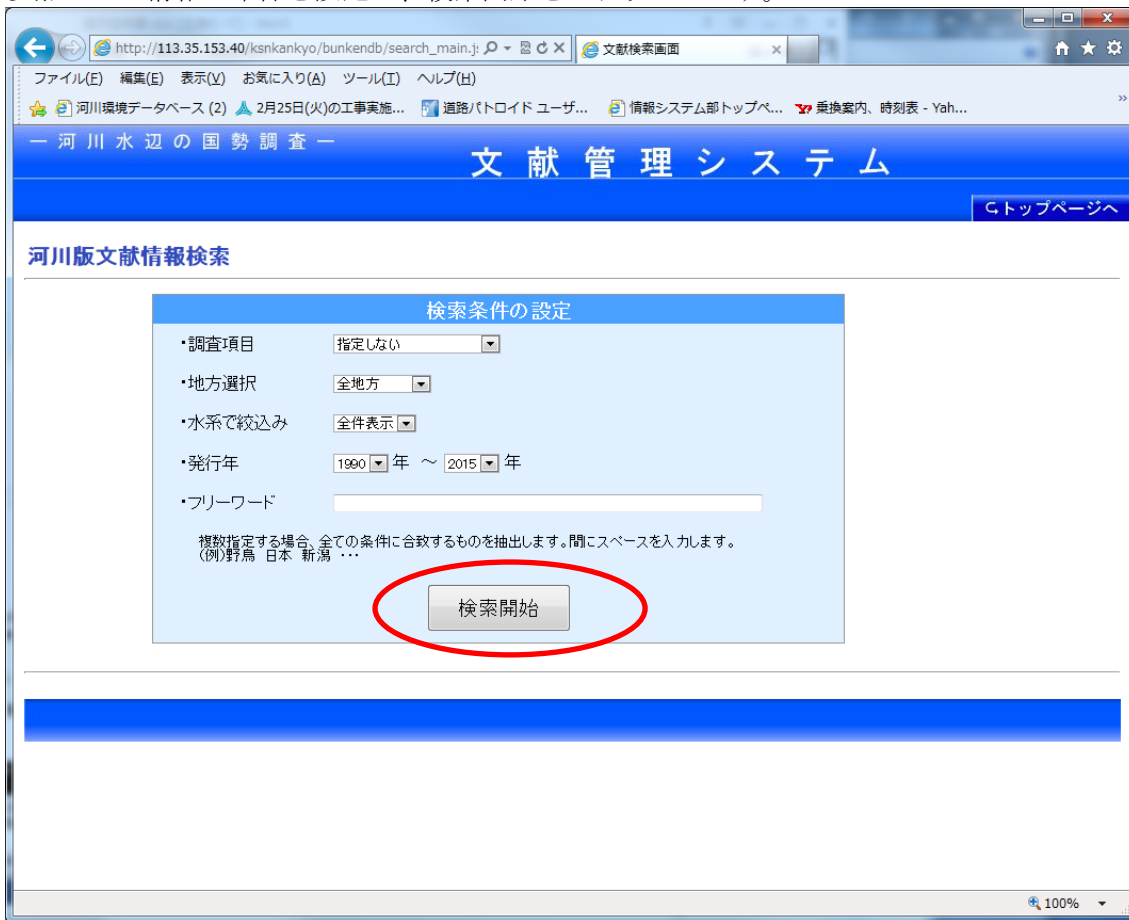 http://113.35.153.40/ksnkankyo/bunkendb/search_main.j
文献検索画面
ファイル(F) 編集(E) 表示(V) お気に入り(A) ツール(T) ヘルプ(H)
河川環境データベース (2) 2月25日(火)の工事実施... 道路パトロイド ユーザ... 情報システム部トップペ... 乗換案内、時刻表 - Yah...
－河川水辺の国勢調査－
文献管理システム
トップページへ
河川版文献情報検索
検索条件の設定
・調査項目 指定しない
・地方選択 全地方
・水系で絞込み 全件表示
・発行年 1990 年 ～ 2015 年
・フリーワード
複数指定する場合、全ての条件に合致するものを抽出します。間にスペースを入力します。
(例)野鳥 日本 新潟 ・・・
検索開始
100%